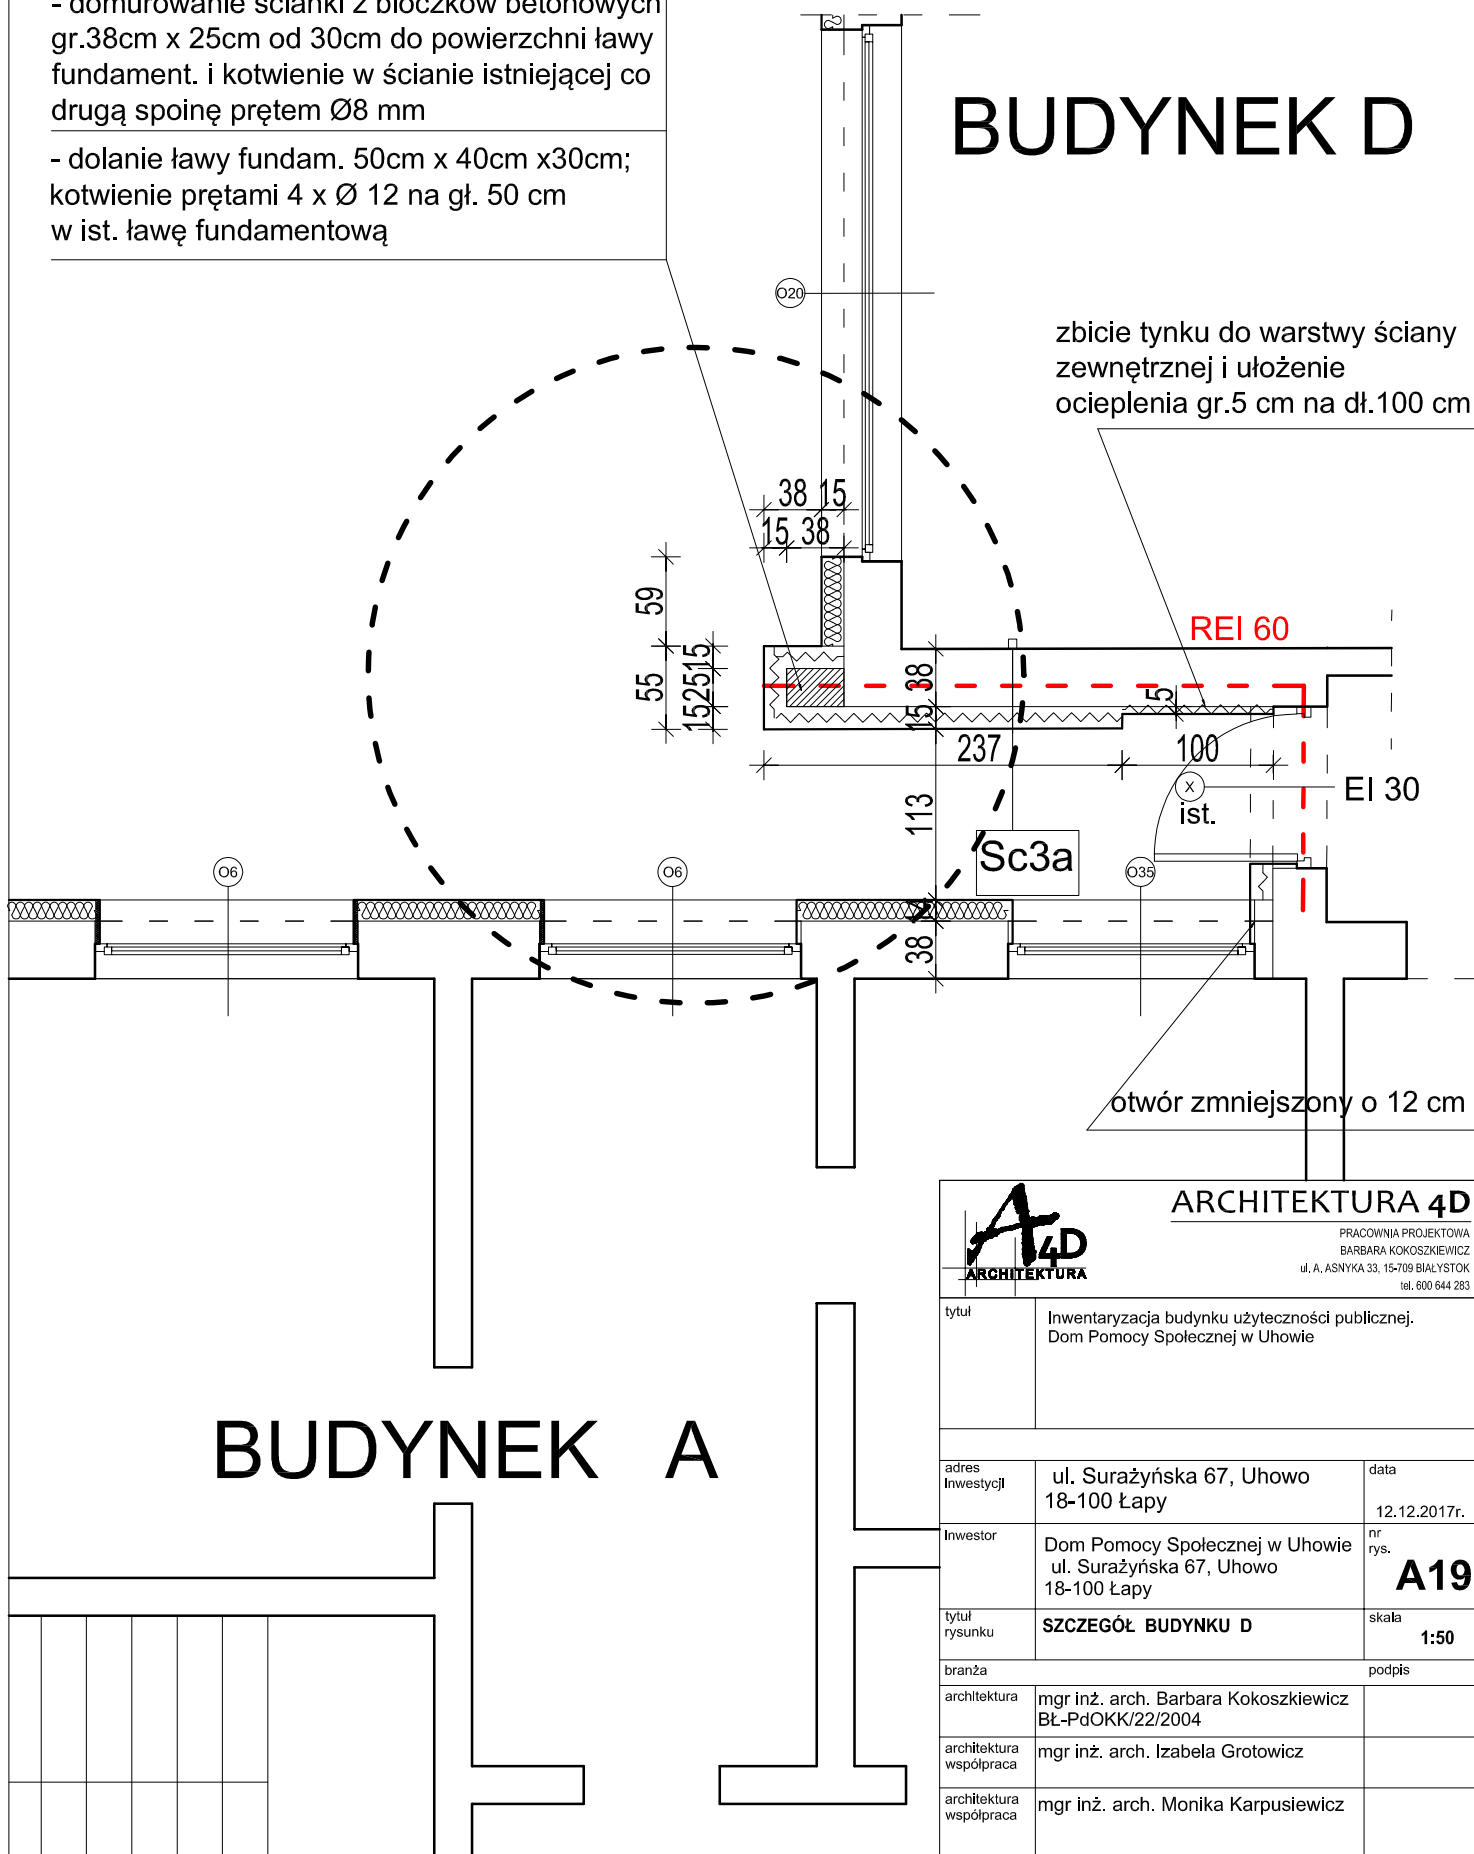 - domurowanie ścianki z bloczków betonowych
gr.38cm x 25cm od 30cm do powierzchni ławy
fundament. i kotwienie w ścianie istniejącej co
drugą spoinę prętem Ø8 mm
- dolanie ławy fundam. 50cm x 40cm x30cm;
kotwienie prętami 4 x Ø 12 na gł. 50 cm
w ist. ławę fundamentową
BUDYNEK D
O20
zbicie tynku do warstwy ściany
zewnętrznej i ułożenie
ocieplenia gr.5 cm na dł.100 cm
38 15
15 38
59
55
15
25
15
REI 60
38
15
5
237
100
113
X
ist.
EI 30
Sc3a
O6
O6
O35
38
otwór zmniejszony o 12 cm
BUDYNEK A
A4D
ARCHITEKTURA
ARCHITEKTURA 4D
PRACOWNIA PROJEKTOWA
BARBARA KOKOSZKIEWICZ
ul. A. ASNYKA 33, 15-709 BIAŁYSTOK
tel. 600 644 283
tytuł
Inwentaryzacja budynku użyteczności publicznej.
Dom Pomocy Społecznej w Uhowie
adres
Inwestycji
ul. Surażyńska 67, Uhowo
18-100 Łapy
data
12.12.2017r.
Inwestor
Dom Pomocy Społecznej w Uhowie
ul. Surażyńska 67, Uhowo
18-100 Łapy
nr
rys.
A19
tytuł
rysunku
SZCZEGÓŁ BUDYNKU D
skala
1:50
branża
podpis
architektura
mgr inż. arch. Barbara Kokoszkiewicz
BŁ-PdOKK/22/2004
architektura
współpraca
mgr inż. arch. Izabela Grotowicz
architektura
współpraca
mgr inż. arch. Monika Karpusiewicz